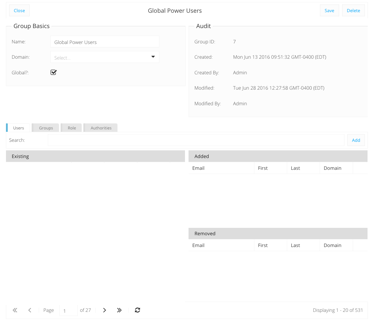 Close Global Power Users Save Delete
Group Basics Audit
Name: Global Power Users Group ID: 7
Domain: Select... Created: Mon Jun 13 2016 09:51:32 GMT-0400 (EDT)
Global?: Created By: Admin
Modified: Tue Jun 28 2016 12:27:58 GMT-0400 (EDT)
Modified By: Admin
Users Groups Role Authorities
Search: Add
Existing Added
Email First Last Domain
Removed
Email First Last Domain
Page 1 of 27 Displaying 1 - 20 of 531